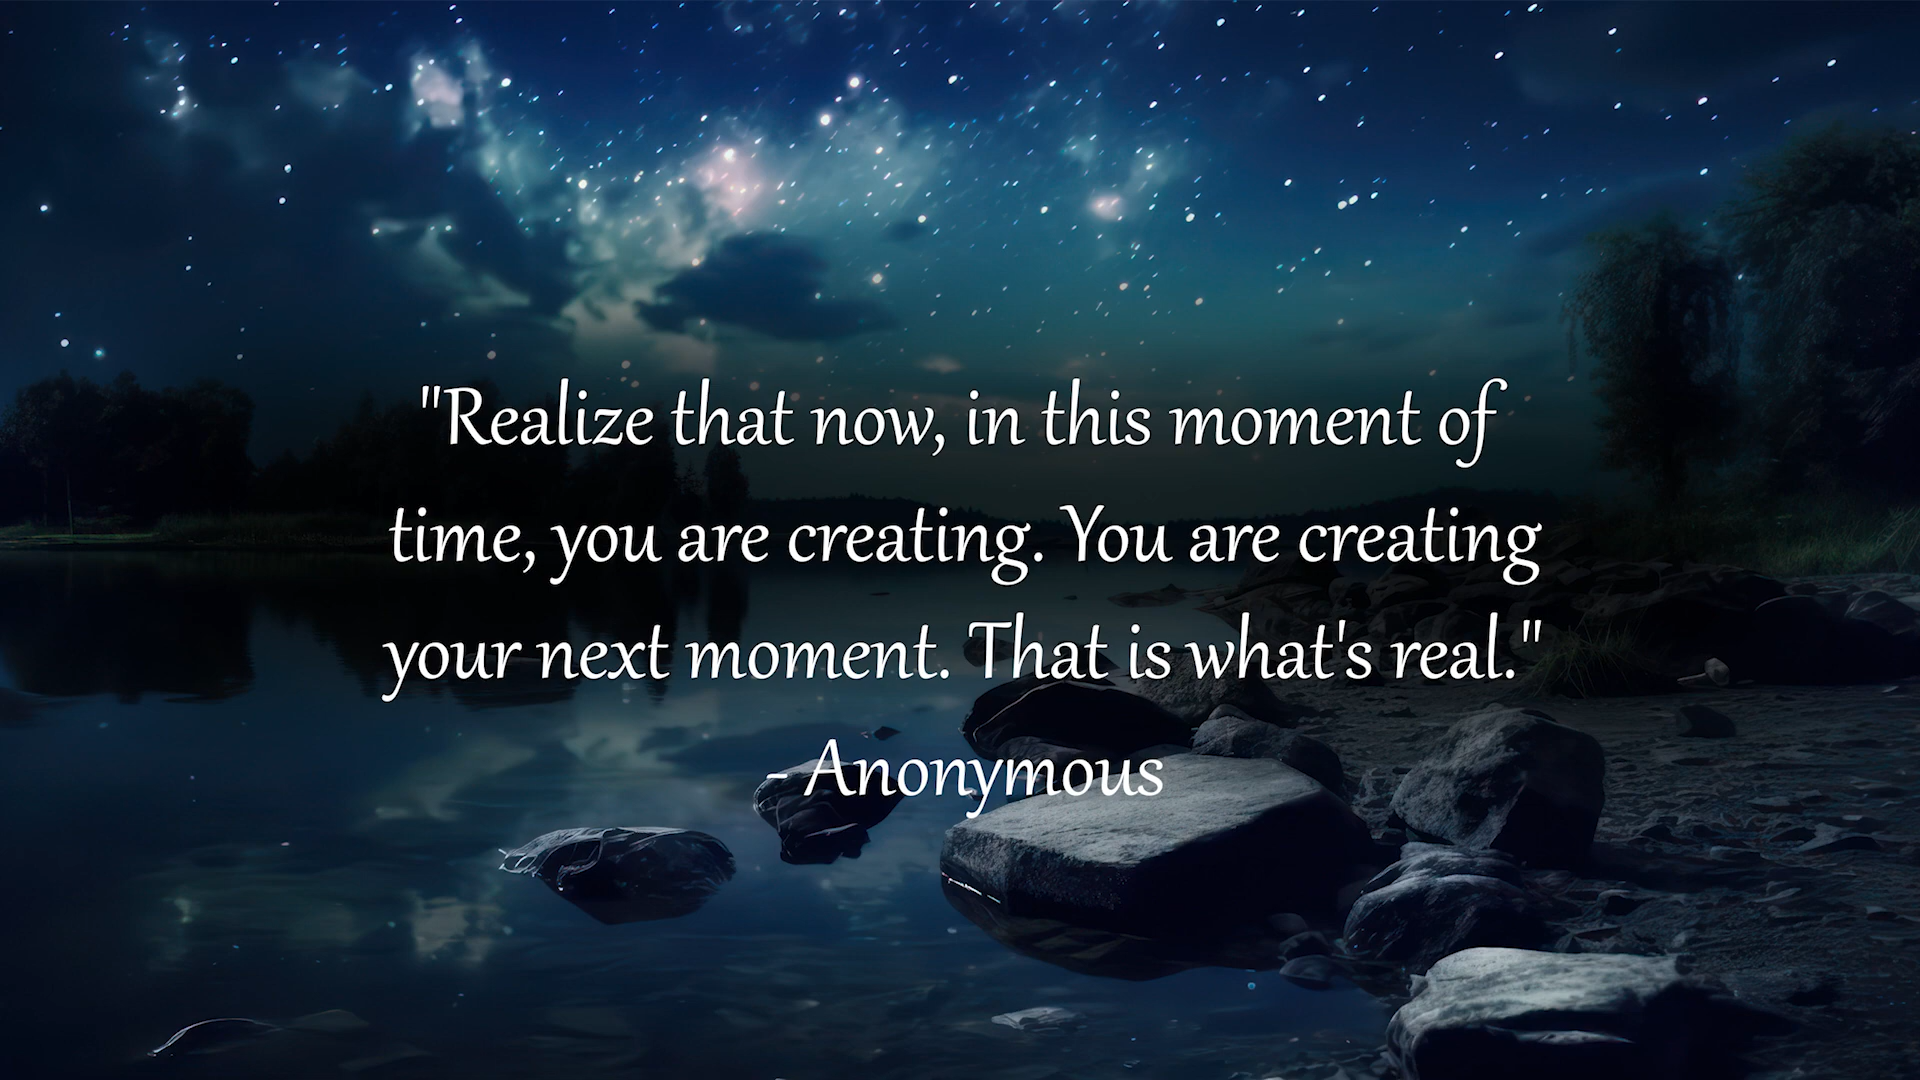 "Realize that now, in this moment of
time, you are creating. You are creating
your next moment. That is what's real."
- Anonymous